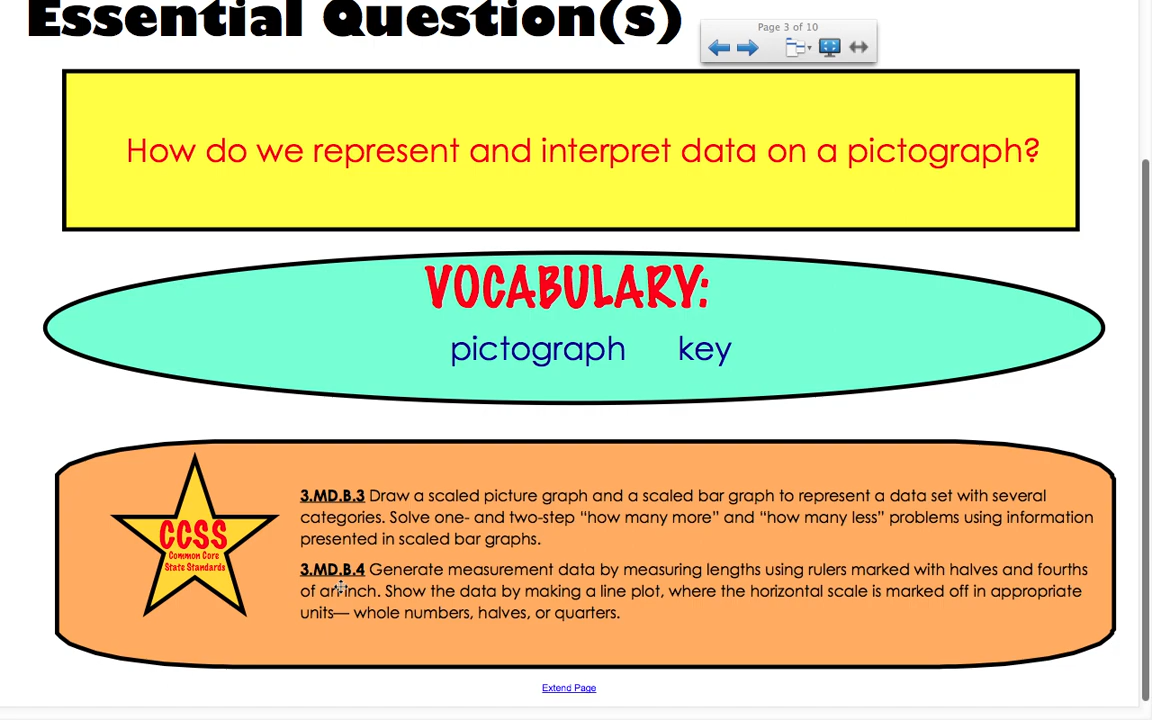 Essential Question(s)
Page 3 of 10
How do we represent and interpret data on a pictograph?
VOCABULARY:
pictograph key
CCSS
Common Core
State Standards
3.MD.B.3 Draw a scaled picture graph and a scaled bar graph to represent a data set with several
categories. Solve one- and two-step “how many more” and “how many less” problems using information
presented in scaled bar graphs.
3.MD.B.4 Generate measurement data by measuring lengths using rulers marked with halves and fourths
of an inch. Show the data by making a line plot, where the horizontal scale is marked off in appropriate
units— whole numbers, halves, or quarters.
Extend Page